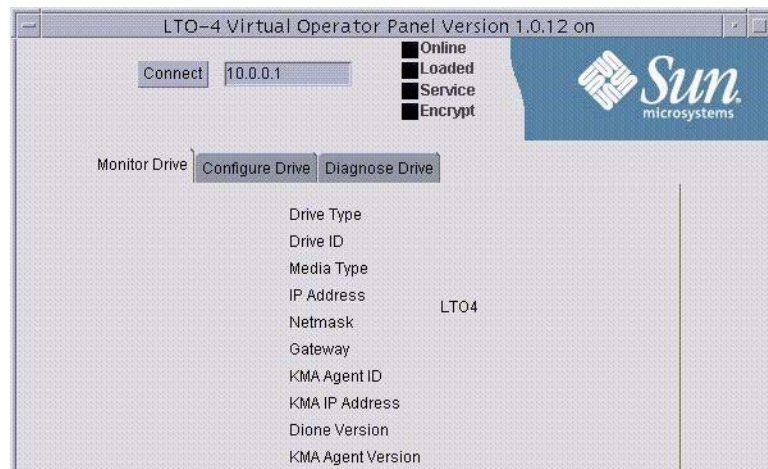 LTO-4 Virtual Operator Panel Version 1.0.12 on
Online
Connect 10.0.0.1 Loaded
Service
Encrypt
Sun
microsystems
Monitor Drive Configure Drive Diagnose Drive
Drive Type
Drive ID
Media Type
IP Address
LTO4
Netmask
Gateway
KMA Agent ID
KMA IP Address
Dione Version
KMA Agent Version